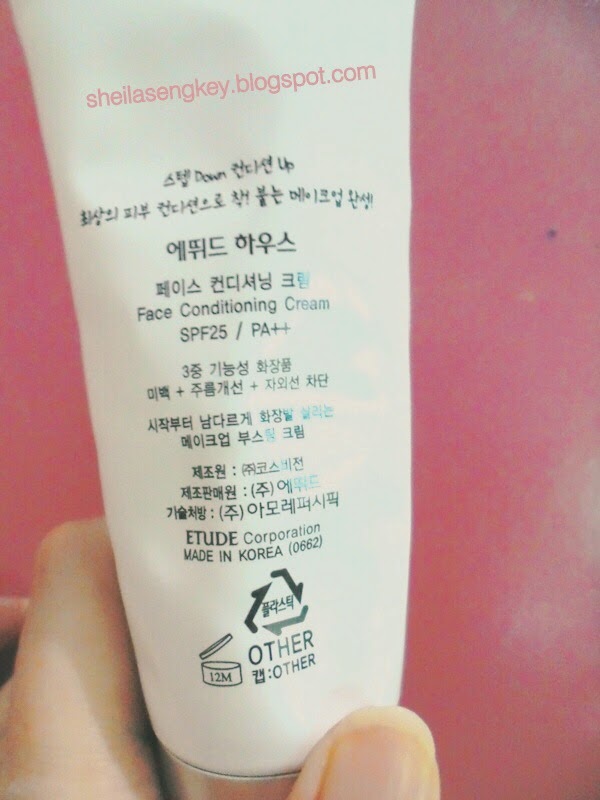 sheilasengkey.blogspot.com
스텝! Down 컨디션 Up
최상의 피부 컨디션으로 착! 붙는 메이크업 완성!
에뛰드 하우스
페이스 컨디셔닝 크림
Face Conditioning Cream
SPF25 / PA++
3중 기능성 화장품
미백 + 주름개선 + 자외선 차단
시작부터 남다르게 화장발 살리는
메이크업 부스팅 크림
제조원 : ㈜코스비전
제조판매원 : (주) 에뛰드
기술처방 : (주) 아모레퍼시픽
ETUDE Corporation
MADE IN KOREA (0662)
플라스틱
OTHER
캡:OTHER
12M